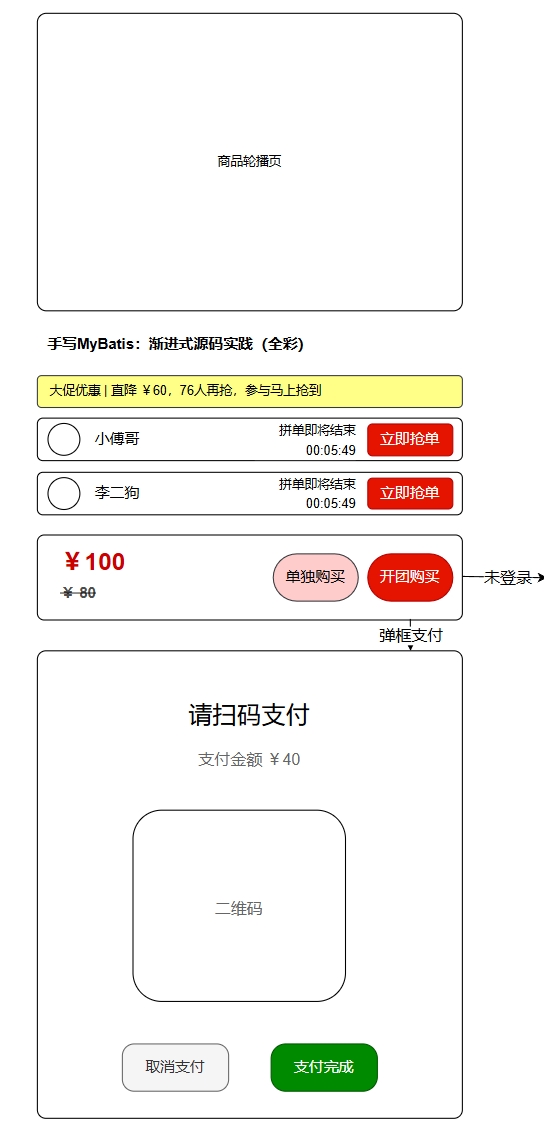 商品轮播页
手写MyBatis：渐进式源码实践（全彩）
大促优惠 | 直降 ￥60，76人再抢，参与马上抢到
小傅哥
拼单即将结束
00:05:49
立即抢单
李二狗
拼单即将结束
00:05:49
立即抢单
￥100
￥ 80
单独购买
开团购买
未登录
弹框支付
请扫码支付
支付金额 ￥40
二维码
取消支付
支付完成